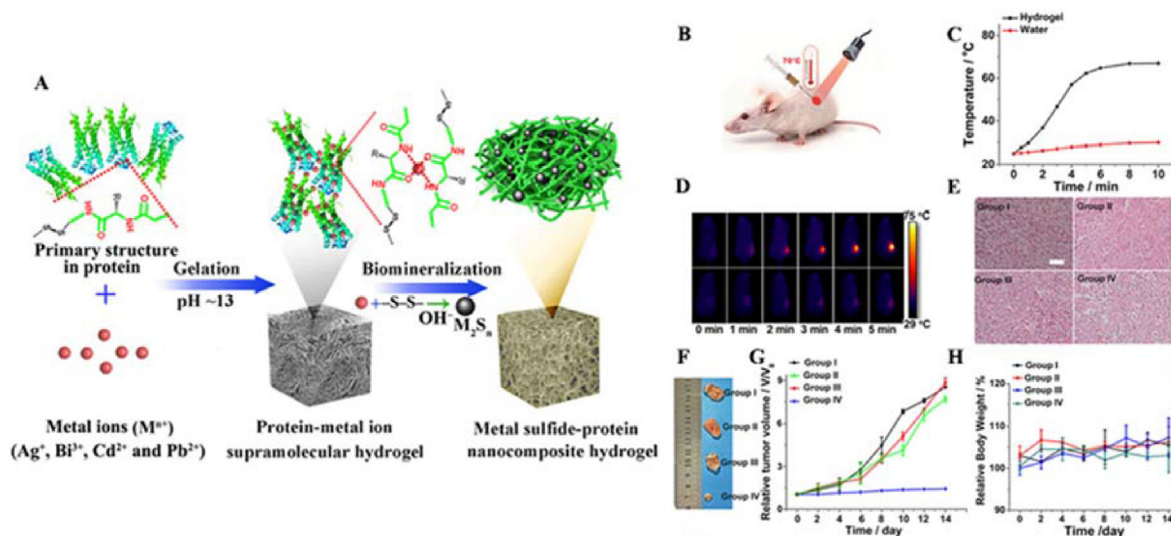 A
Primary structure
in protein
+
Metal ions (Mⁿ⁺)
(Ag⁺, Bi³⁺, Cd²⁺ and Pb²⁺)
Gelation
pH ~13
Protein-metal ion
supramolecular hydrogel
Biomineralization
+–S–S–
OH⁻
M₂Sₙ
Metal sulfide-protein
nanocomposite hydrogel
B
70°C
C
Hydrogel
Water
Temperature / °C
60
40
20
0 2 4 6 8 10
Time / min
D
75 °C
29 °C
0 min 1 min 2 min 3 min 4 min 5 min
E
Group I
Group II
Group III
Group IV
F
Group I
Group II
Group III
Group IV
G
Group I
Group II
Group III
Group IV
Relative tumor volume / V/V₀
9
6
3
0
0 2 4 6 8 10 12 14
Time / day
H
Group I
Group II
Group III
Group IV
Relative Body Weight / %
120
110
100
90
0 2 4 6 8 10 12 14
Time /day